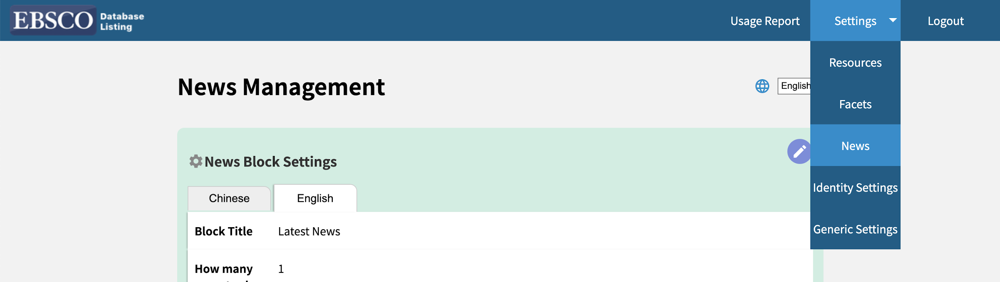 EBSCO Database
Listing
Usage Report
Settings
Logout
Resources
Facets
News
Identity Settings
Generic Settings
News Management
English
News Block Settings
Chinese
English
Block Title
Latest News
How many
1